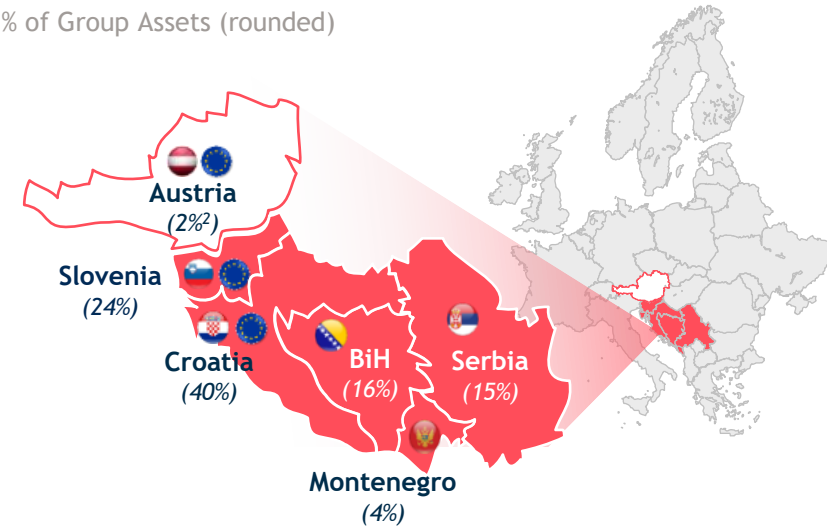 % of Group Assets (rounded)
Austria
(2%²)
Slovenia
(24%)
Croatia
(40%)
BiH
(16%)
Serbia
(15%)
Montenegro
(4%)